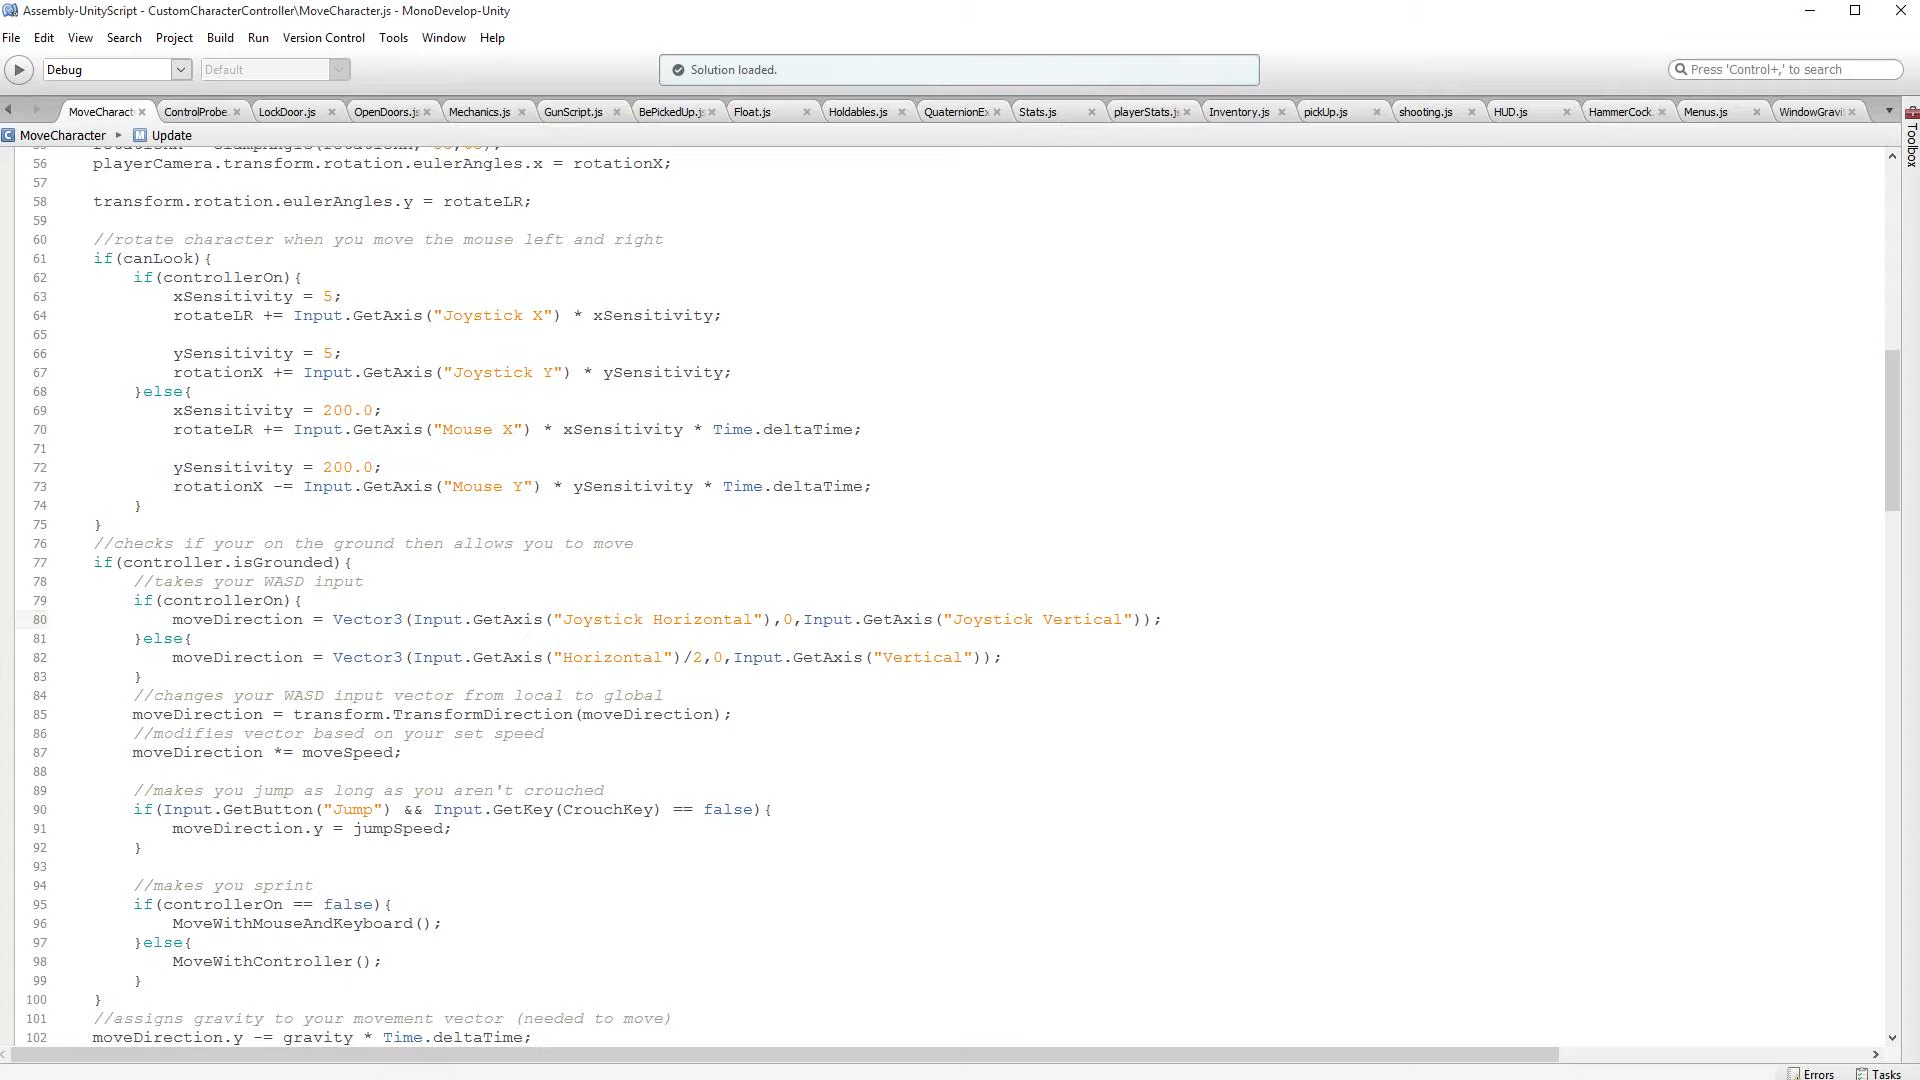 Assembly-UnityScript - CustomCharacterController\MoveCharacter.js - MonoDevelop-Unity
File Edit View Search Project Build Run Version Control Tools Window Help
Debug Default Solution loaded. Press 'Control+,' to search
MoveCharact ControlProbe LockDoor.js OpenDoors.js Mechanics.js GunScript.js BePickedUp.js Float.js Holdables.js QuaternionEx Stats.js playerStats.js Inventory.js pickUp.js shooting.js HUD.js HammerCock. Menus.js WindowGravi
Toolbox
MoveCharacter Update
56 playerCamera.transform.rotation.eulerAngles.x = rotationX;
57
58 transform.rotation.eulerAngles.y = rotateLR;
59
60 //rotate character when you move the mouse left and right
61 if(canLook){
62 if(controllerOn){
63 xSensitivity = 5;
64 rotateLR += Input.GetAxis("Joystick X") * xSensitivity;
65
66 ySensitivity = 5;
67 rotationX += Input.GetAxis("Joystick Y") * ySensitivity;
68 }else{
69 xSensitivity = 200.0;
70 rotateLR += Input.GetAxis("Mouse X") * xSensitivity * Time.deltaTime;
71
72 ySensitivity = 200.0;
73 rotationX -= Input.GetAxis("Mouse Y") * ySensitivity * Time.deltaTime;
74 }
75 }
76 //checks if your on the ground then allows you to move
77 if(controller.isGrounded){
78 //takes your WASD input
79 if(controllerOn){
80 moveDirection = Vector3(Input.GetAxis("Joystick Horizontal"),0,Input.GetAxis("Joystick Vertical"));
81 }else{
82 moveDirection = Vector3(Input.GetAxis("Horizontal")/2,0,Input.GetAxis("Vertical"));
83 }
84 //changes your WASD input vector from local to global
85 moveDirection = transform.TransformDirection(moveDirection);
86 //modifies vector based on your set speed
87 moveDirection *= moveSpeed;
88
89 //makes you jump as long as you aren't crouched
90 if(Input.GetButton("Jump") && Input.GetKey(CrouchKey) == false){
91 moveDirection.y = jumpSpeed;
92 }
93
94 //makes you sprint
95 if(controllerOn == false){
96 MoveWithMouseAndKeyboard();
97 }else{
98 MoveWithController();
99 }
100 }
101 //assigns gravity to your movement vector (needed to move)
102 moveDirection.y -= gravity * Time.deltaTime;
Errors Tasks